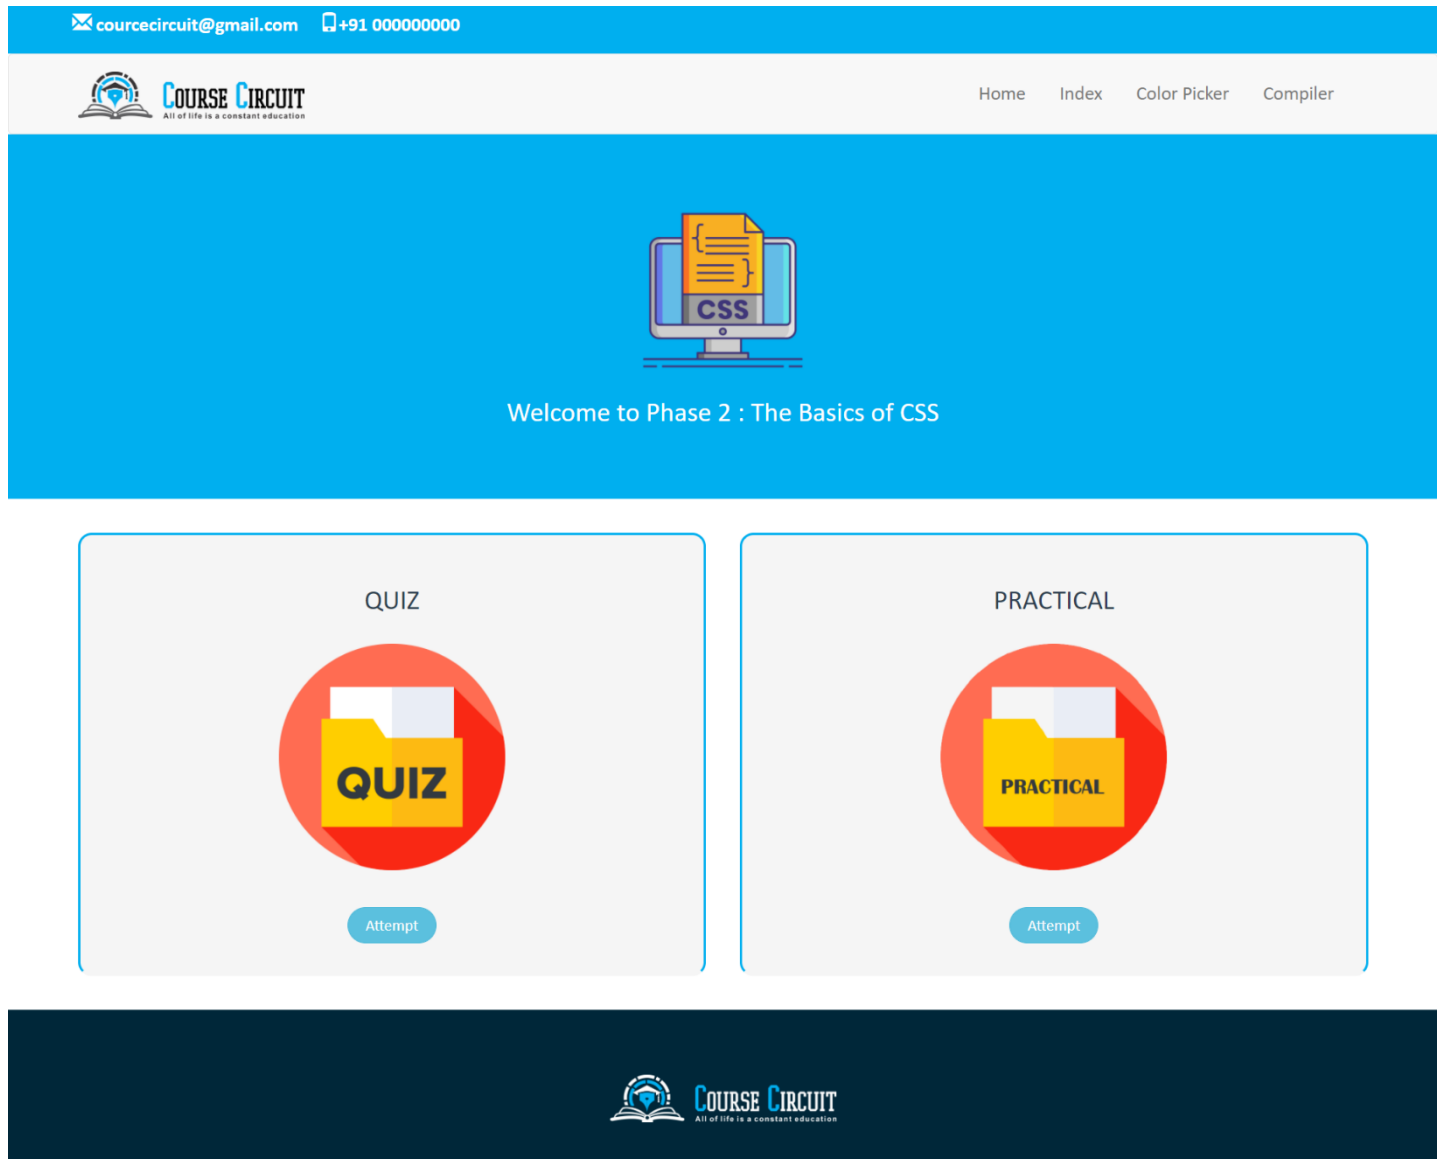 courcecircuit@gmail.com +91 000000000
COURSE CIRCUIT
All of life is a constant education
Home Index Color Picker Compiler
{
}
CSS
Welcome to Phase 2 : The Basics of CSS
QUIZ
QUIZ
Attempt
PRACTICAL
PRACTICAL
Attempt
COURSE CIRCUIT
All of life is a constant education